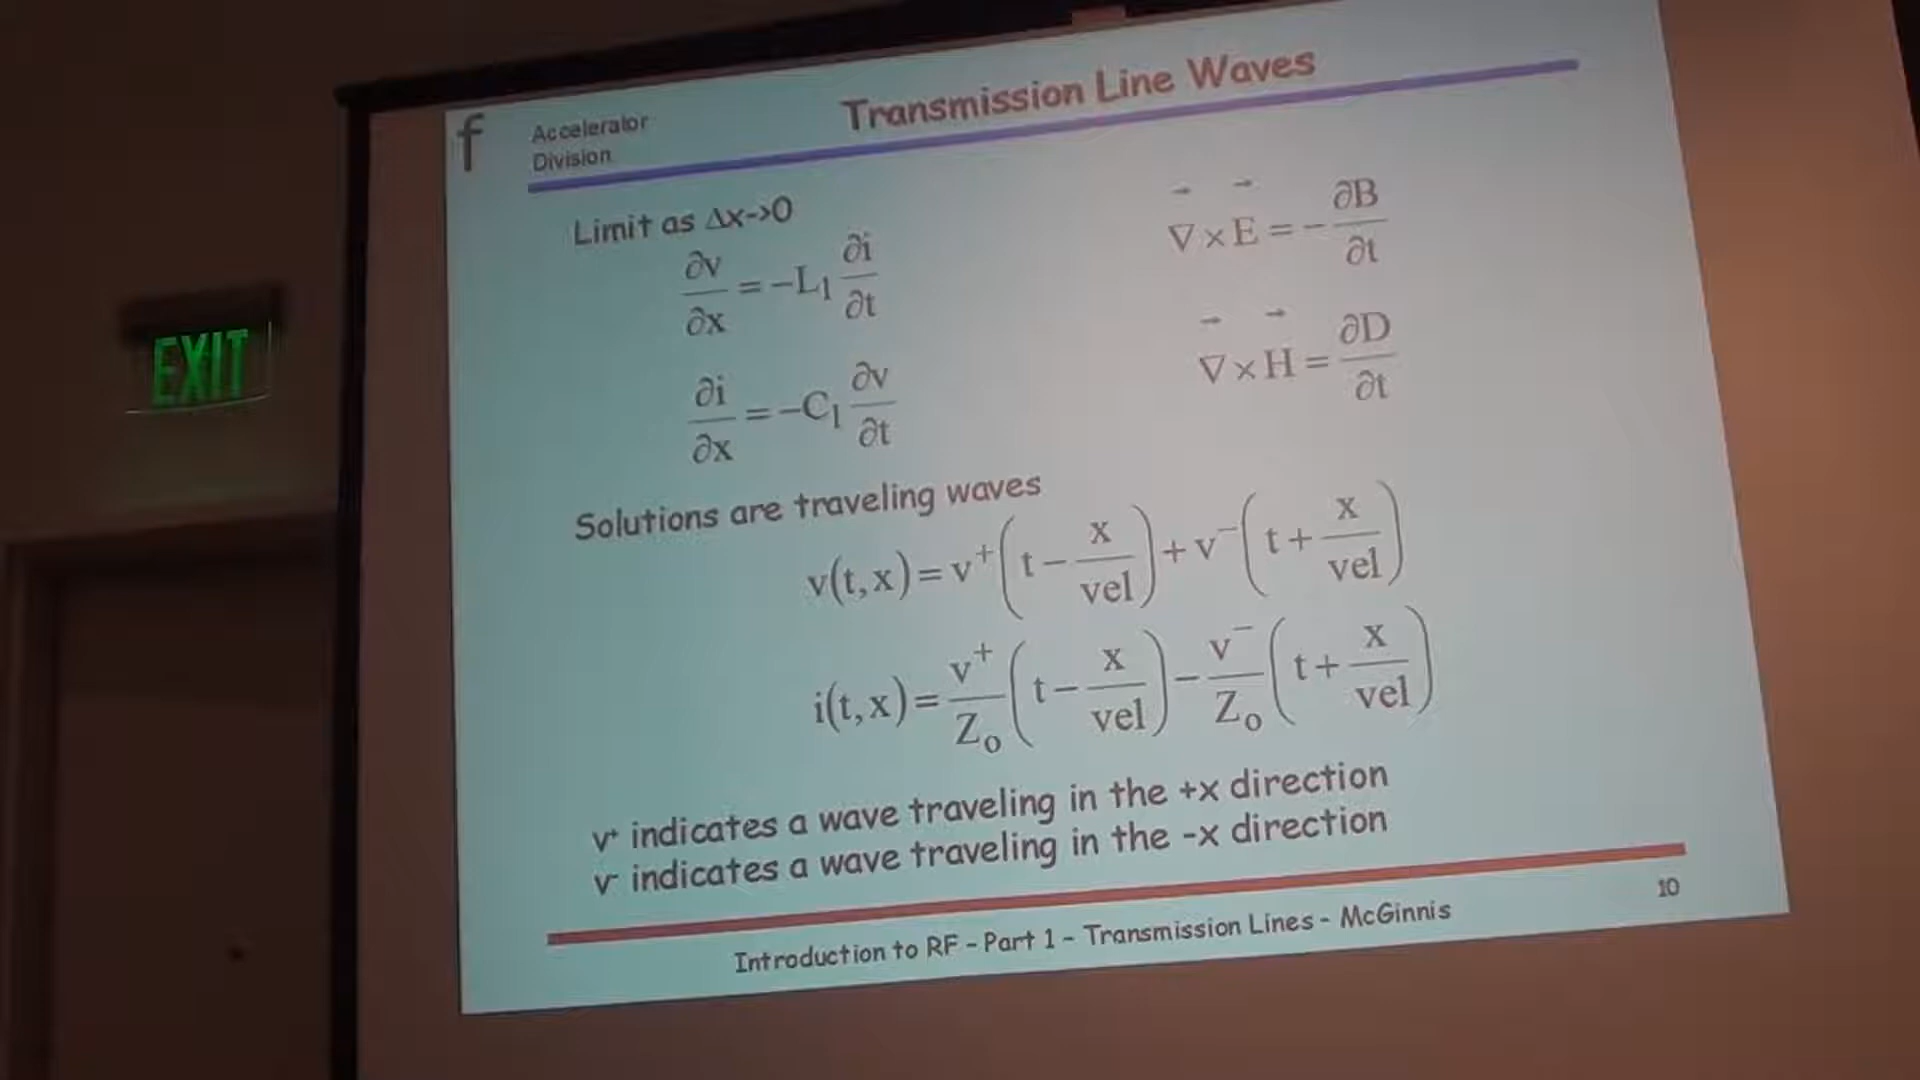 f
Accelerator
Division
Transmission Line Waves
EXIT
Limit as Δx->0
∂v/∂x = -L₁ ∂i/∂t
∇ × E = - ∂B/∂t
∂i/∂x = -C₁ ∂v/∂t
∇ × H = ∂D/∂t
Solutions are traveling waves
v(t, x) = v⁺(t - x/vel) + v⁻(t + x/vel)
i(t, x) = v⁺/Zₒ (t - x/vel) - v⁻/Zₒ (t + x/vel)
v⁺ indicates a wave traveling in the +x direction
v⁻ indicates a wave traveling in the -x direction
Introduction to RF - Part 1 - Transmission Lines - McGinnis
10